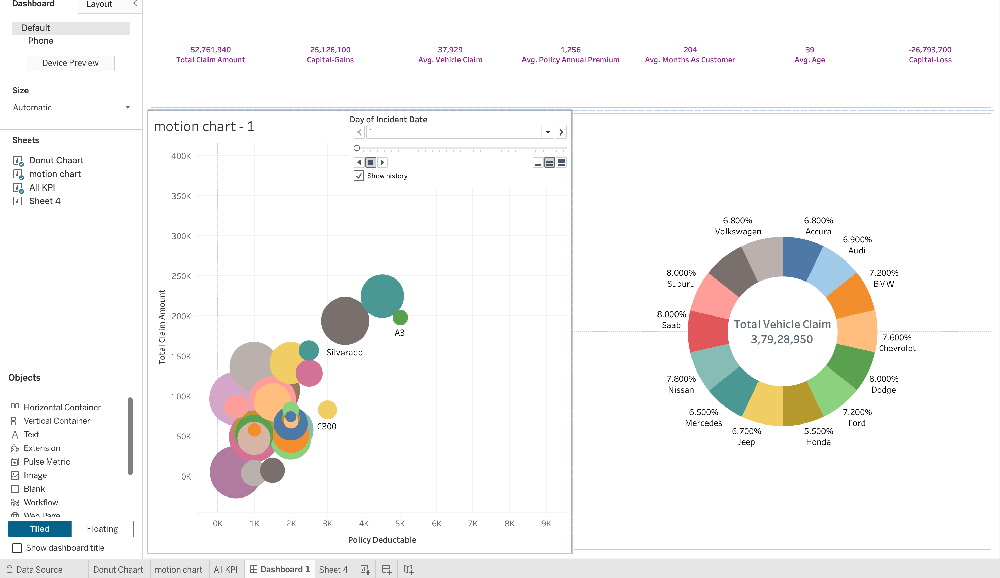 Dashboard
Layout
Default
Phone
Device Preview
Size
Automatic
Sheets
Donut Chaart
motion chart
All KPI
Sheet 4
Objects
Horizontal Container
Vertical Container
Text
Extension
Pulse Metric
Image
Blank
Workflow
Web Page
Tiled
Floating
Show dashboard title
52,761,940
Total Claim Amount
25,126,100
Capital-Gains
37,929
Avg. Vehicle Claim
1,256
Avg. Policy Annual Premium
204
Avg. Months As Customer
39
Avg. Age
-26,793,700
Capital-Loss
motion chart - 1
Day of Incident Date
1
Show history
400K
350K
300K
250K
200K
150K
100K
50K
0K
Total Claim Amount
A3
Silverado
C300
0K
1K
2K
3K
4K
5K
6K
7K
8K
9K
Policy Deductable
6.800%
Volkswagen
6.800%
Accura
6.900%
Audi
8.000%
Suburu
7.200%
BMW
8.000%
Saab
Total Vehicle Claim
3,79,28,950
7.600%
Chevrolet
7.800%
Nissan
8.000%
Dodge
6.500%
Mercedes
7.200%
Ford
6.700%
Jeep
5.500%
Honda
Data Source
Donut Chaart
motion chart
All KPI
Dashboard 1
Sheet 4